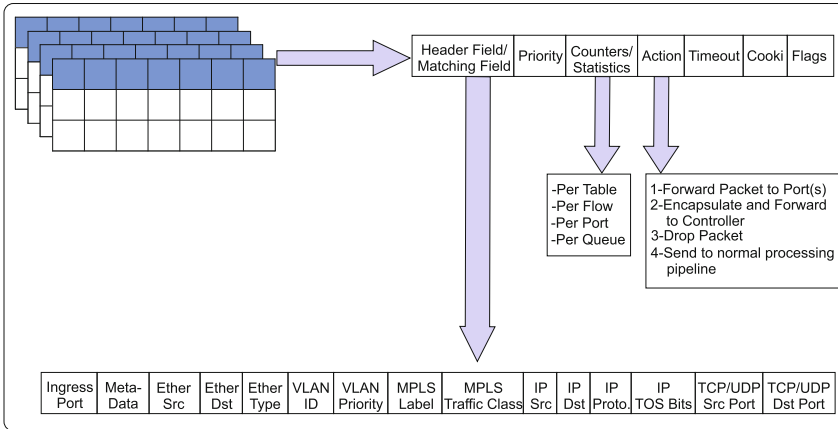 Header Field/
Matching Field
Priority
Counters/
Statistics
Action
Timeout
Cooki
Flags
-Per Table
-Per Flow
-Per Port
-Per Queue
1-Forward Packet to Port(s)
2-Encapsulate and Forward
to Controller
3-Drop Packet
4-Send to normal processing
pipeline
Ingress
Port
Meta-
Data
Ether
Src
Ether
Dst
Ether
Type
VLAN
ID
VLAN
Priority
MPLS
Label
MPLS
Traffic Class
IP
Src
IP
Dst
IP
Proto.
IP
TOS Bits
TCP/UDP
Src Port
TCP/UDP
Dst Port